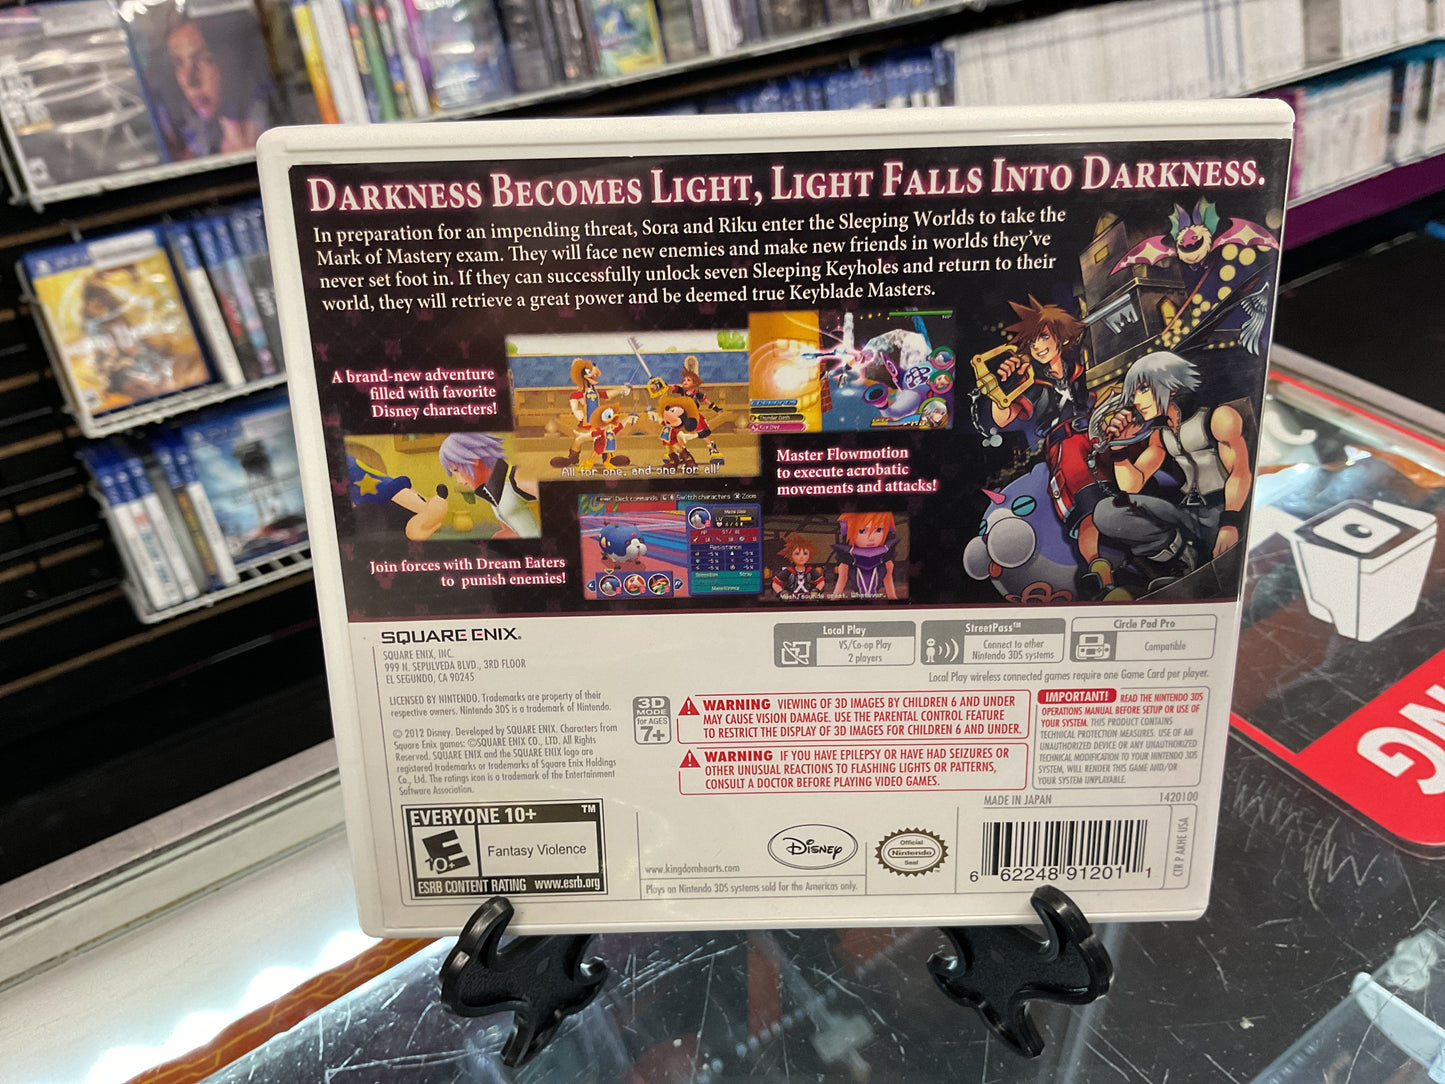 DARKNESS BECOMES LIGHT, LIGHT FALLS INTO DARKNESS.
In preparation for an impending threat, Sora and Riku enter the Sleeping Worlds to take the
Mark of Mastery exam. They will face new enemies and make new friends in worlds they've
never set foot in. If they can successfully unlock seven Sleeping Keyholes and return to their
world, they will retrieve a great power and be deemed true Keyblade Masters.
A brand-new adventure
filled with favorite
Disney characters!
All for one, and one for all!
Master Flowmotion
to execute acrobatic
movements and attacks!
Join forces with Dream Eaters
to punish enemies!
Deck commands
Switch characters
Zoom
Resistance
SQUARE ENIX®
SQUARE ENIX, INC.
999 N. SEPULVEDA BLVD., 3RD FLOOR
EL SEGUNDO, CA 90245
LICENSED BY NINTENDO. Trademarks are property of their
respective owners. Nintendo 3DS is a trademark of Nintendo.
© 2012 Disney. Developed by SQUARE ENIX. Characters from
Square Enix games: ©SQUARE ENIX CO., LTD. All Rights
Reserved. SQUARE ENIX and the SQUARE ENIX logo are
registered trademarks or trademarks of Square Enix Holdings
Co., Ltd. The ratings icon is a trademark of the Entertainment
Software Association.
Local Play
VS/Co-op Play
2 players
StreetPass™
Connect to other
Nintendo 3DS systems
Circle Pad Pro
Compatible
Local Play wireless connected games require one Game Card per player.
3D
MODE
for AGES
7+
WARNING VIEWING OF 3D IMAGES BY CHILDREN 6 AND UNDER
MAY CAUSE VISION DAMAGE. USE THE PARENTAL CONTROL FEATURE
TO RESTRICT THE DISPLAY OF 3D IMAGES FOR CHILDREN 6 AND UNDER.
WARNING IF YOU HAVE EPILEPSY OR HAVE HAD SEIZURES OR
OTHER UNUSUAL REACTIONS TO FLASHING LIGHTS OR PATTERNS,
CONSULT A DOCTOR BEFORE PLAYING VIDEO GAMES.
IMPORTANT! READ THE NINTENDO 3DS
OPERATIONS MANUAL BEFORE SETUP OR USE OF
YOUR SYSTEM. THIS PRODUCT CONTAINS
TECHNICAL PROTECTION MEASURES. USE OF AN
UNAUTHORIZED DEVICE OR ANY UNAUTHORIZED
TECHNICAL MODIFICATION TO YOUR NINTENDO 3DS
SYSTEM, WILL RENDER THIS GAME AND/OR
YOUR SYSTEM UNPLAYABLE.
MADE IN JAPAN
1420100
EVERYONE 10+ ™
E
10+
Fantasy Violence
ESRB CONTENT RATING www.esrb.org
www.kingdomhearts.com
Plays on Nintendo 3DS systems sold for the Americas only.
Disney
Official
Nintendo
Seal
6 62248 91201 1
CTR P AKHE USA
NG